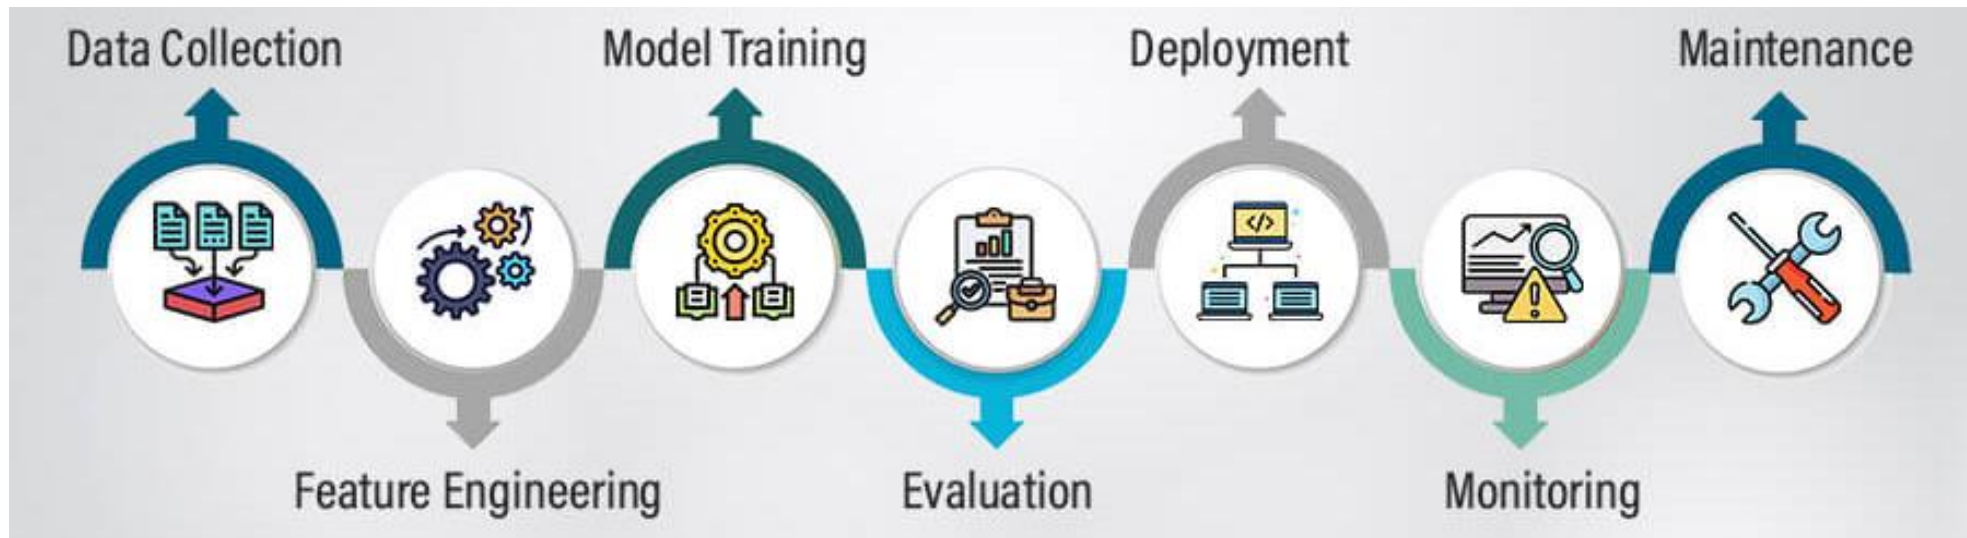 Data Collection
Model Training
Deployment
Maintenance
</>
Feature Engineering
Evaluation
Monitoring